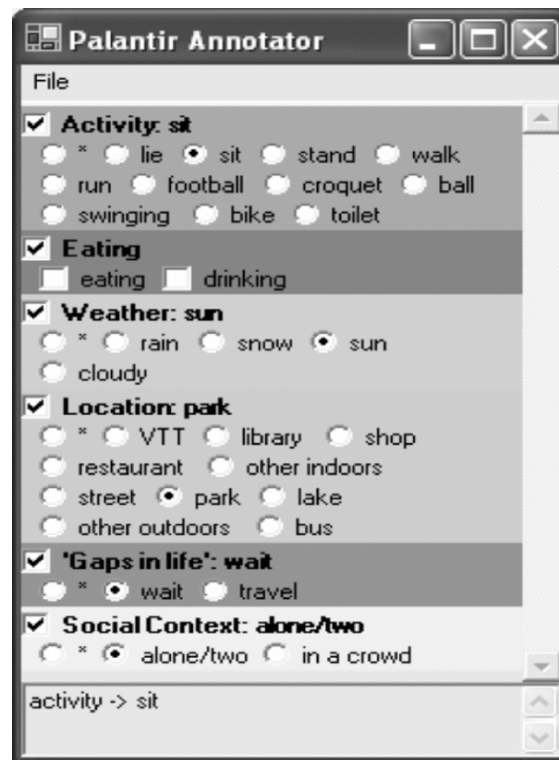 Palantir Annotator
File
Activity: sit
* lie sit stand walk
run football croquet ball
swinging bike toilet
Eating
eating drinking
Weather: sun
* rain snow sun
cloudy
Location: park
* VTT library shop
restaurant other indoors
street park lake
other outdoors bus
'Gaps in life': wait
* wait travel
Social Context: alone/two
* alone/two in a crowd
activity -> sit